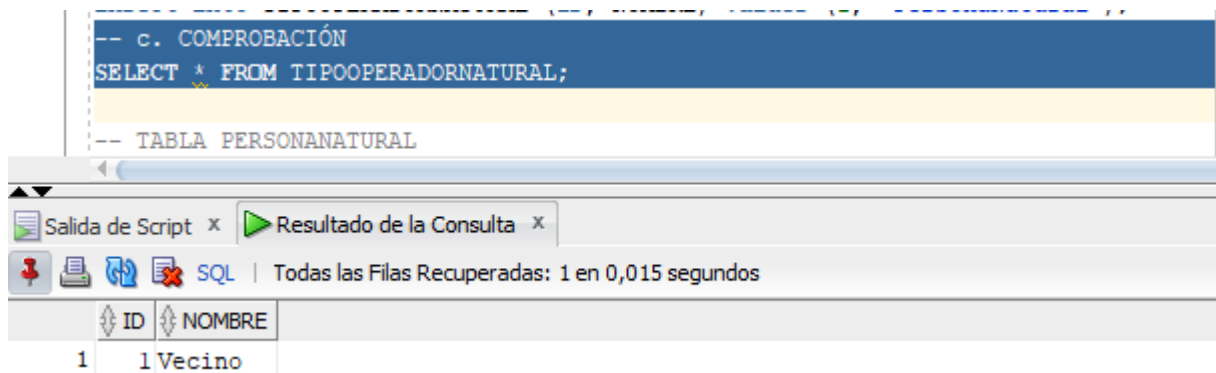 -- c. COMPROBACIÓN
SELECT * FROM TIPOOPERADORNATURAL;
-- TABLA PERSONANATURAL
Salida de Script x Resultado de la Consulta x
SQL | Todas las Filas Recuperadas: 1 en 0,015 segundos
ID NOMBRE
1 1 Vecino